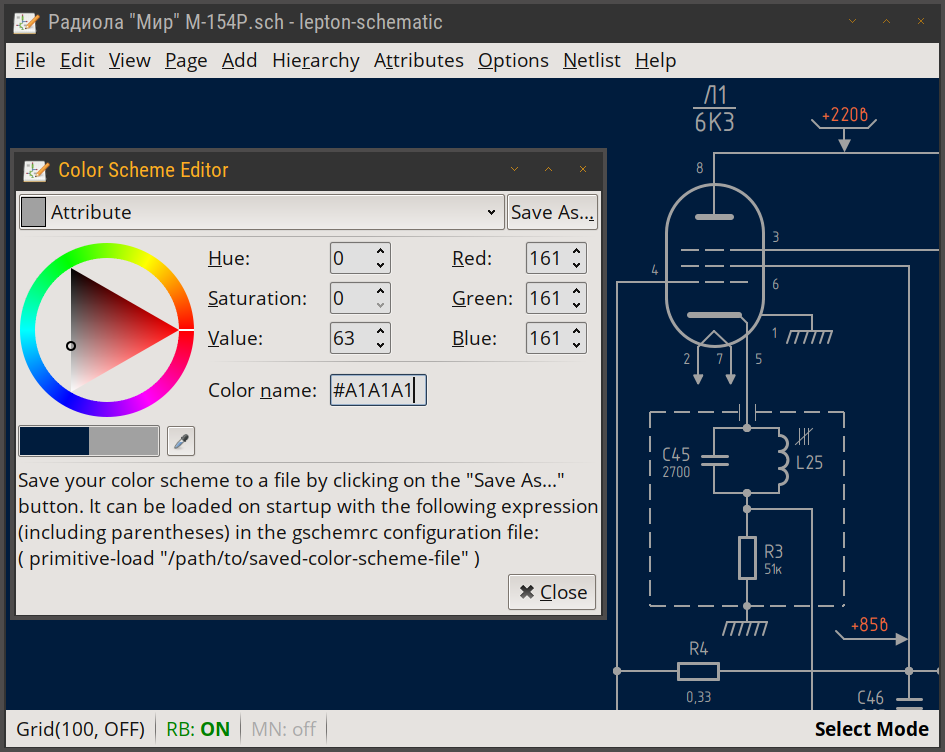 Радиола "Мир" М-154Р.sch - lepton-schematic
File Edit View Page Add Hierarchy Attributes Options Netlist Help
Л1
6К3
+220в
8
3
4
6
1
2 7 5
C45
2700
L25
R3
51к
+85в
R4
0,33
C46
Color Scheme Editor
Attribute Save As...
Hue: 0 Red: 161
Saturation: 0 Green: 161
Value: 63 Blue: 161
Color name: #A1A1A1
Save your color scheme to a file by clicking on the "Save As..."
button. It can be loaded on startup with the following expression
(including parentheses) in the gschemrc configuration file:
( primitive-load "/path/to/saved-color-scheme-file" )
Close
Grid(100, OFF) RB: ON MN: off Select Mode